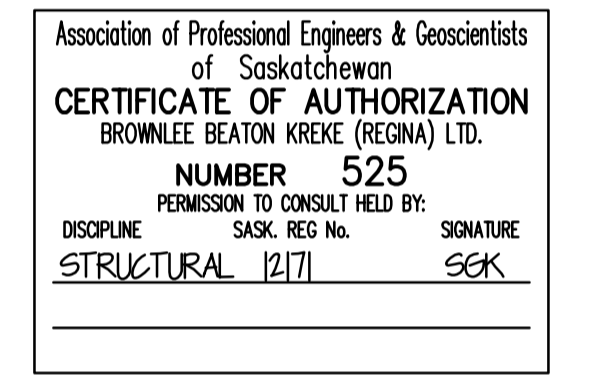 Association of Professional Engineers & Geoscientists
of Saskatchewan
CERTIFICATE OF AUTHORIZATION
BROWNLEE BEATON KREKE (REGINA) LTD.
NUMBER 525
PERMISSION TO CONSULT HELD BY:
DISCIPLINE SASK. REG No. SIGNATURE
STRUCTURAL 12171 SGK